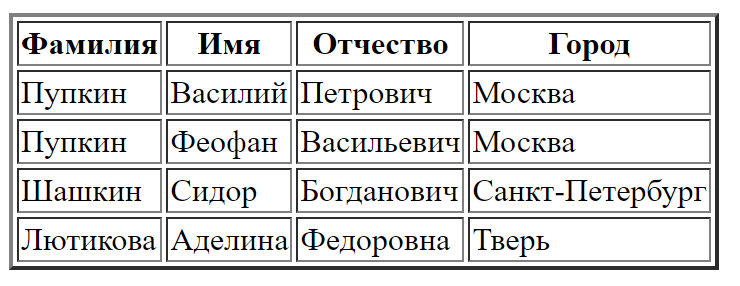 Фамилия Имя Отчество Город
Пупкин Василий Петрович Москва
Пупкин Феофан Васильевич Москва
Шашкин Сидор Богданович Санкт-Петербург
Лютикова Аделина Федоровна Тверь